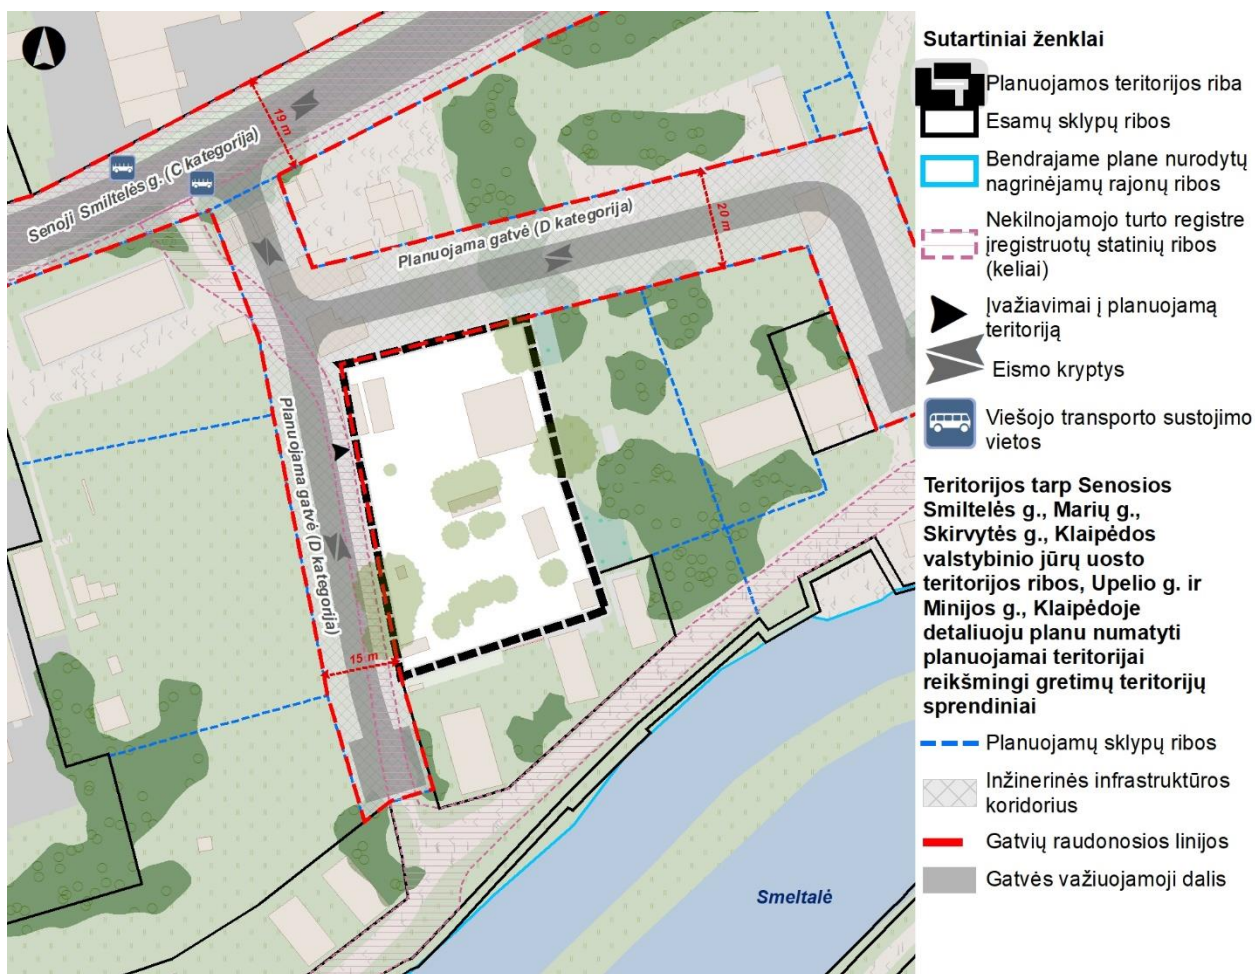 19 m
Senoji Smiltelės g. (C kategorija)
Planuojama gatvė (D kategorija)
20 m
Planuojama gatvė (D kategorija)
15 m
Smeltalė
Sutartiniai ženklai
Planuojamos teritorijos riba
Esamų sklypų ribos
Bendrajame plane nurodytų
nagrinėjamų rajonų ribos
Nekilnojamojo turto registre
įregistruotų statinių ribos
(keliai)
Įvažiavimai į planuojamą
teritoriją
Eismo kryptys
Viešojo transporto sustojimo
vietos
Teritorijos tarp Senosios
Smiltelės g., Marių g.,
Skirvytės g., Klaipėdos
valstybinio jūrų uosto
teritorijos ribos, Upelio g. ir
Minijos g., Klaipėdoje
detaliuoju planu numatyti
planuojamai teritorijai
reikšmingi gretimų teritorijų
sprendiniai
Planuojamų sklypų ribos
Inžinerinės infrastruktūros
koridorius
Gatvių raudonosios linijos
Gatvės važiuojamoji dalis